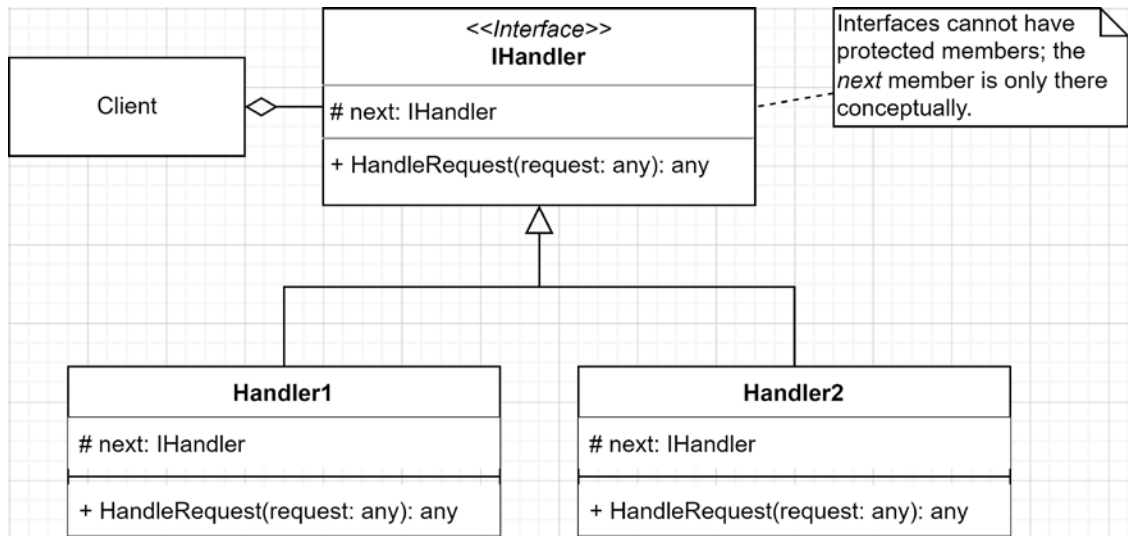 <<Interface>>
IHandler
# next: IHandler
+ HandleRequest(request: any): any
Client
Interfaces cannot have
protected members; the
next member is only there
conceptually.
Handler1
# next: IHandler
+ HandleRequest(request: any): any
Handler2
# next: IHandler
+ HandleRequest(request: any): any